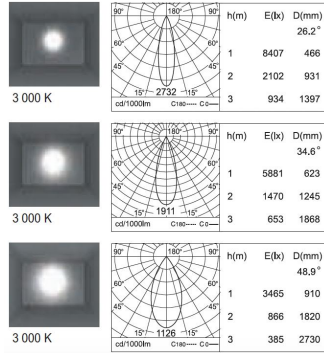 90° 180° 90°
60° 60°
45° 45°
15° 2732 15°
cd/1000lm C180----- C0—
h(m) E(lx) D(mm)
26.2°
1 8407 466
2 2102 931
3 934 1397
3 000 K
90° 180° 90°
60° 60°
45° 45°
15° 1911 15°
cd/1000lm C180----- C0—
h(m) E(lx) D(mm)
34.6°
1 5881 623
2 1470 1245
3 653 1868
3 000 K
90° 180° 90°
60° 60°
45° 45°
15° 1126 15°
cd/1000lm C180----- C0—
h(m) E(lx) D(mm)
48.9°
1 3465 910
2 866 1820
3 385 2730
3 000 K